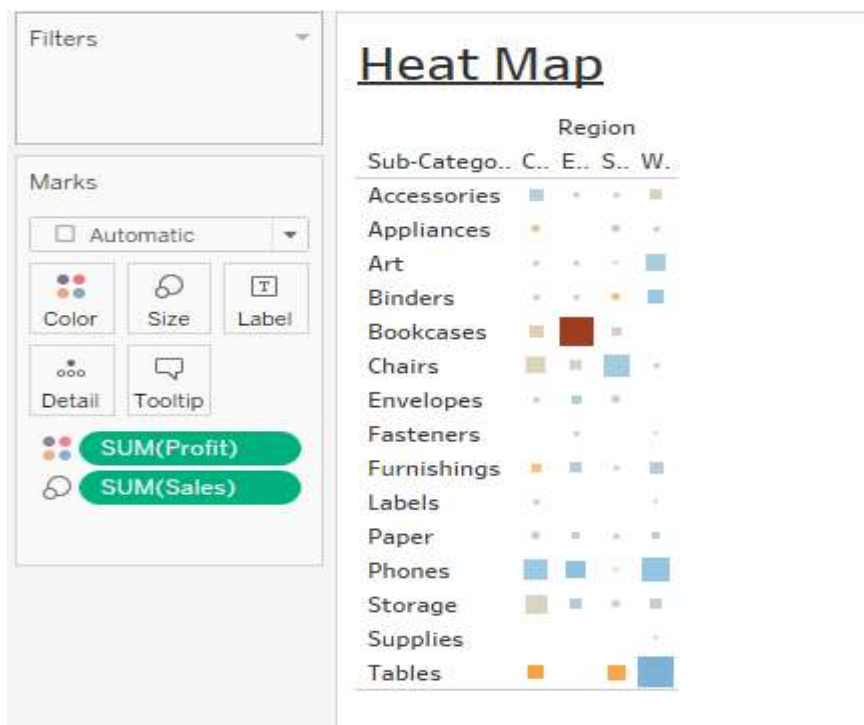 Filters
Marks
Automatic
Color
Size
T
Label
Detail
Tooltip
SUM(Profit)
SUM(Sales)
Heat Map
Region
Sub-Catego.. C.. E.. S.. W.
Accessories
Appliances
Art
Binders
Bookcases
Chairs
Envelopes
Fasteners
Furnishings
Labels
Paper
Phones
Storage
Supplies
Tables